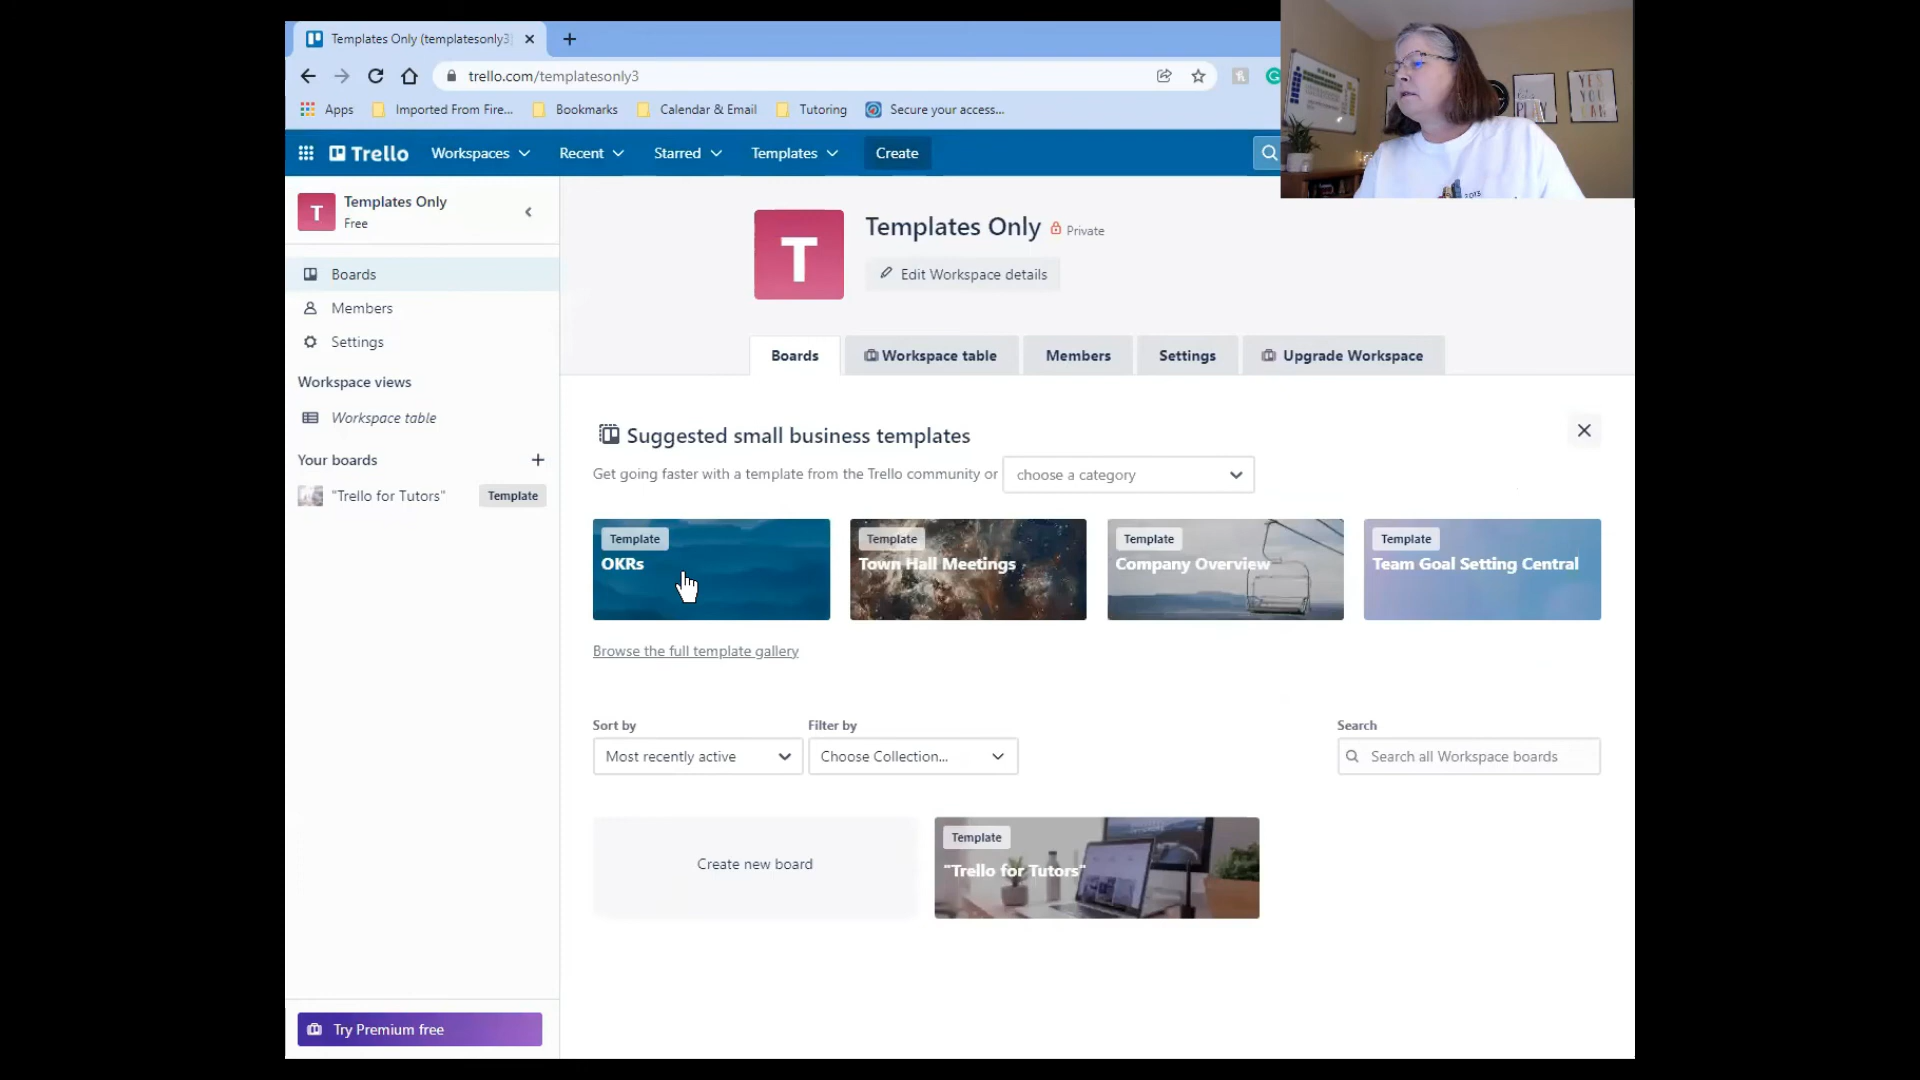 Templates Only (templatesonly3
trello.com/templatesonly3
Apps Imported From Fire... Bookmarks Calendar & Email Tutoring Secure your access...
Trello Workspaces Recent Starred Templates Create
YES
YOU
CAN
PLAY
T Templates Only
Free
Boards
Members
Settings
Workspace views
Workspace table
Your boards
"Trello for Tutors" Template
Try Premium free
T
Templates Only Private
Edit Workspace details
Boards Workspace table Members Settings Upgrade Workspace
Suggested small business templates
Get going faster with a template from the Trello community or choose a category
Template
OKRs
Template
Town Hall Meetings
Template
Company Overview
Template
Team Goal Setting Central
Browse the full template gallery
Sort by Filter by Search
Most recently active Choose Collection... Search all Workspace boards
Create new board
Template
"Trello for Tutors"